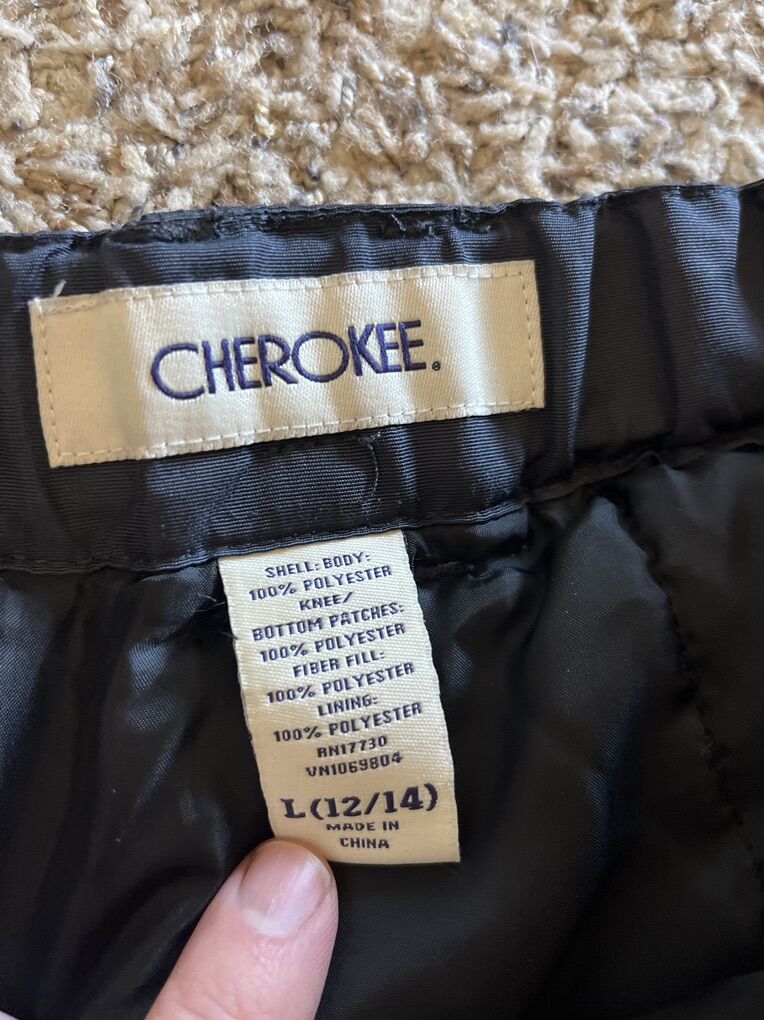 CHEROKEE®
SHELL: BODY:
100% POLYESTER
KNEE/
BOTTOM PATCHES:
100% POLYESTER
FIBER FILL:
100% POLYESTER
LINING:
100% POLYESTER
RN17730
VN1069804
L (12/14)
MADE IN
CHINA